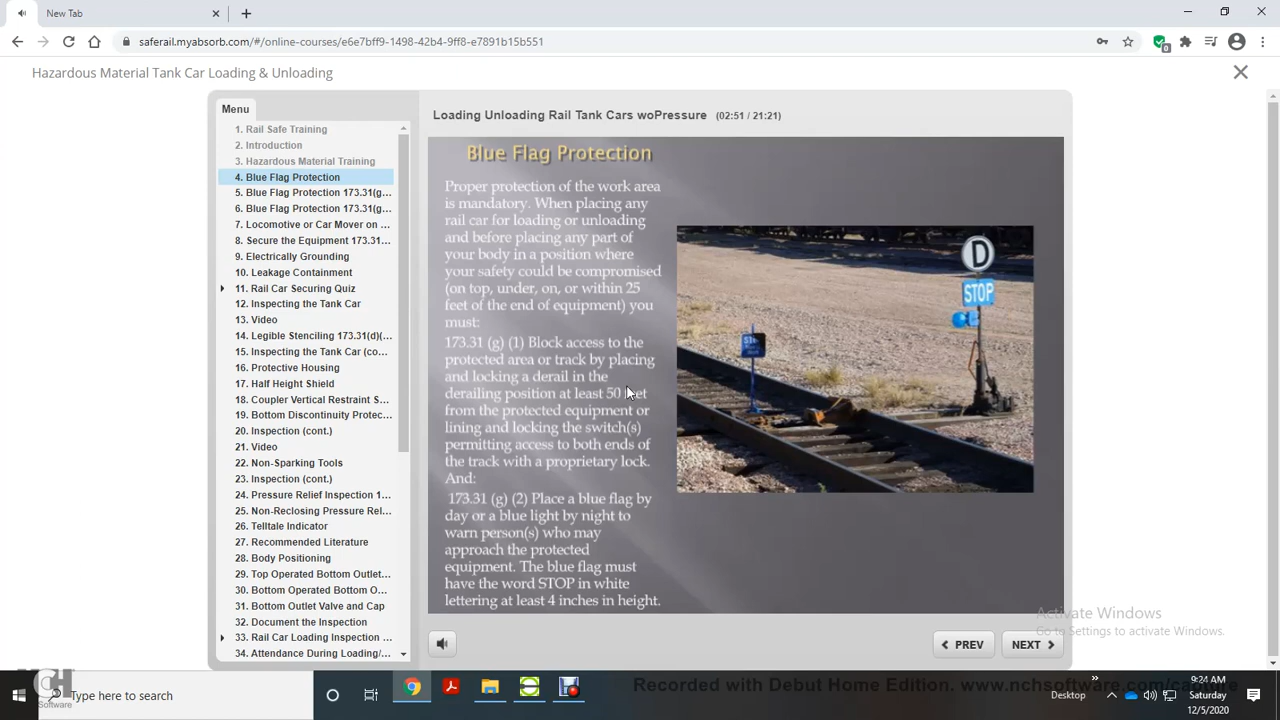 New Tab
saferail.myabsorb.com/#/online-courses/e6e7bff9-1498-42b4-9ff8-e7891b15b551
0
Hazardous Material Tank Car Loading & Unloading
Menu
1. Rail Safe Training
2. Introduction
3. Hazardous Material Training
4. Blue Flag Protection
5. Blue Flag Protection 173.31(g...
6. Blue Flag Protection 173.31(g...
7. Locomotive or Car Mover on ...
8. Secure the Equipment 173.31...
9. Electrically Grounding
10. Leakage Containment
11. Rail Car Securing Quiz
12. Inspecting the Tank Car
13. Video
14. Legible Stenciling 173.31(d)(...
15. Inspecting the Tank Car (co...
16. Protective Housing
17. Half Height Shield
18. Coupler Vertical Restraint S...
19. Bottom Discontinuity Protec...
20. Inspection (cont.)
21. Video
22. Non-Sparking Tools
23. Inspection (cont.)
24. Pressure Relief Inspection 1...
25. Non-Reclosing Pressure Rel...
26. Telltale Indicator
27. Recommended Literature
28. Body Positioning
29. Top Operated Bottom Outlet...
30. Bottom Operated Bottom O...
31. Bottom Outlet Valve and Cap
32. Document the Inspection
33. Rail Car Loading Inspection ...
34. Attendance During Loading/...
Loading Unloading Rail Tank Cars woPressure (02:51 / 21:21)
Blue Flag Protection
Proper protection of the work area
is mandatory. When placing any
rail car for loading or unloading
and before placing any part of
your body in a position where
your safety could be compromised
(on top, under, on, or within 25
feet of the end of equipment) you
must:
173.31 (g) (1) Block access to the
protected area or track by placing
and locking a derail in the
derailing position at least 50 feet
from the protected equipment or
lining and locking the switch(s)
permitting access to both ends of
the track with a proprietary lock.
And:
173.31 (g) (2) Place a blue flag by
day or a blue light by night to
warn person(s) who may
approach the protected
equipment. The blue flag must
have the word STOP in white
lettering at least 4 inches in height.
D
STOP
PREV
NEXT
Activate Windows
Go to Settings to activate Windows.
NCH
Software
Recorded with Debut Home Edition. www.nchsoftware.com/capture
Type here to search
Desktop
9:24 AM
Saturday
12/5/2020